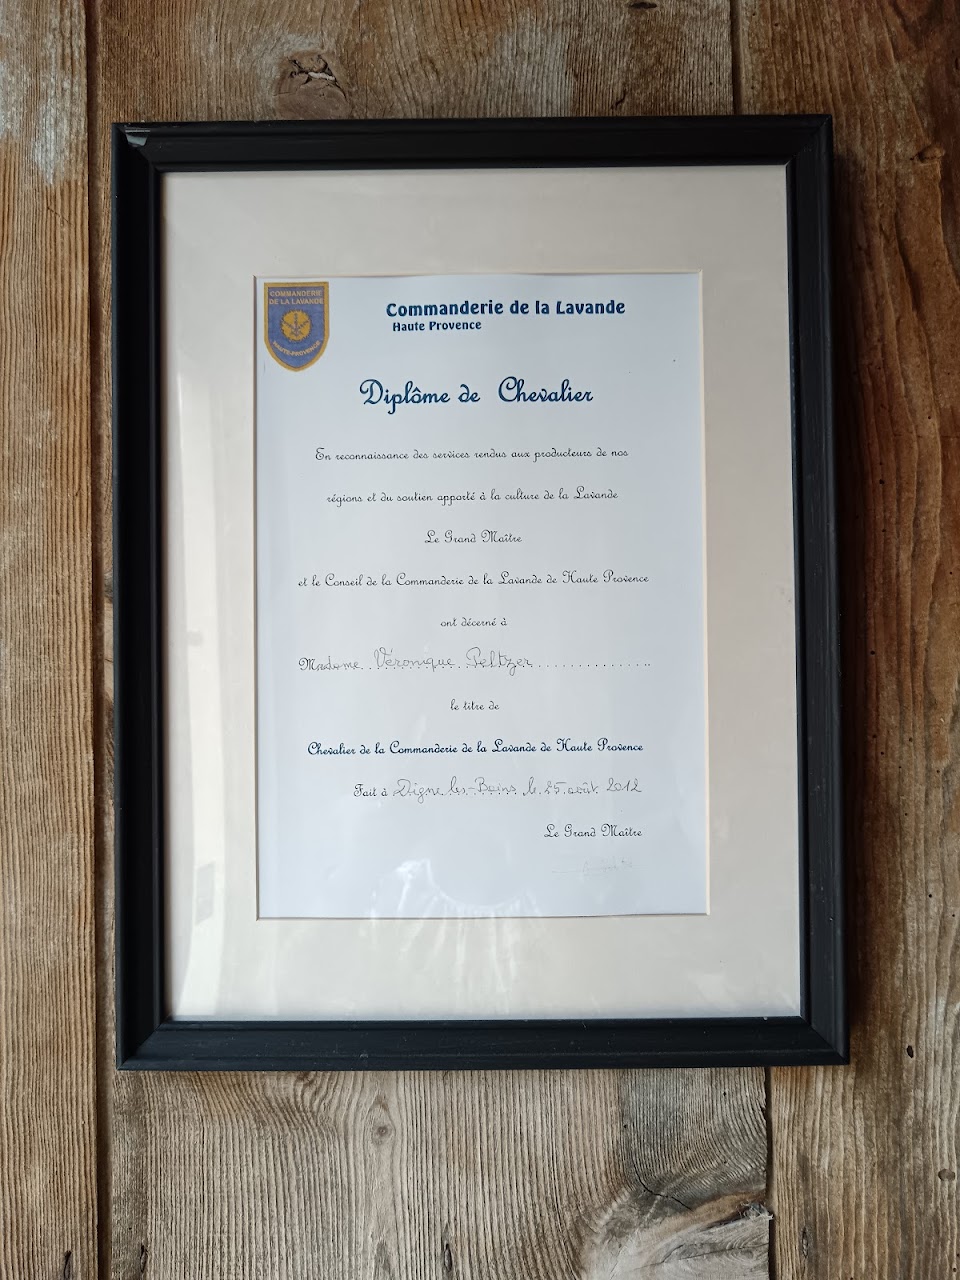 COMMANDERIE
DE LA LAVANDE
HAUTE-PROVENCE
Commanderie de la Lavande
Haute Provence
Diplôme de Chevalier
En reconnaissance des services rendus aux producteurs de nos
régions et du soutien apporté à la culture de la Lavande
Le Grand Maître
et le Conseil de la Commanderie de la Lavande de Haute Provence
ont décerné à
Madame Véronique Peltzer
le titre de
Chevalier de la Commanderie de la Lavande de Haute Provence
Fait à Digne les-Bains le 25 août 2012
Le Grand Maître